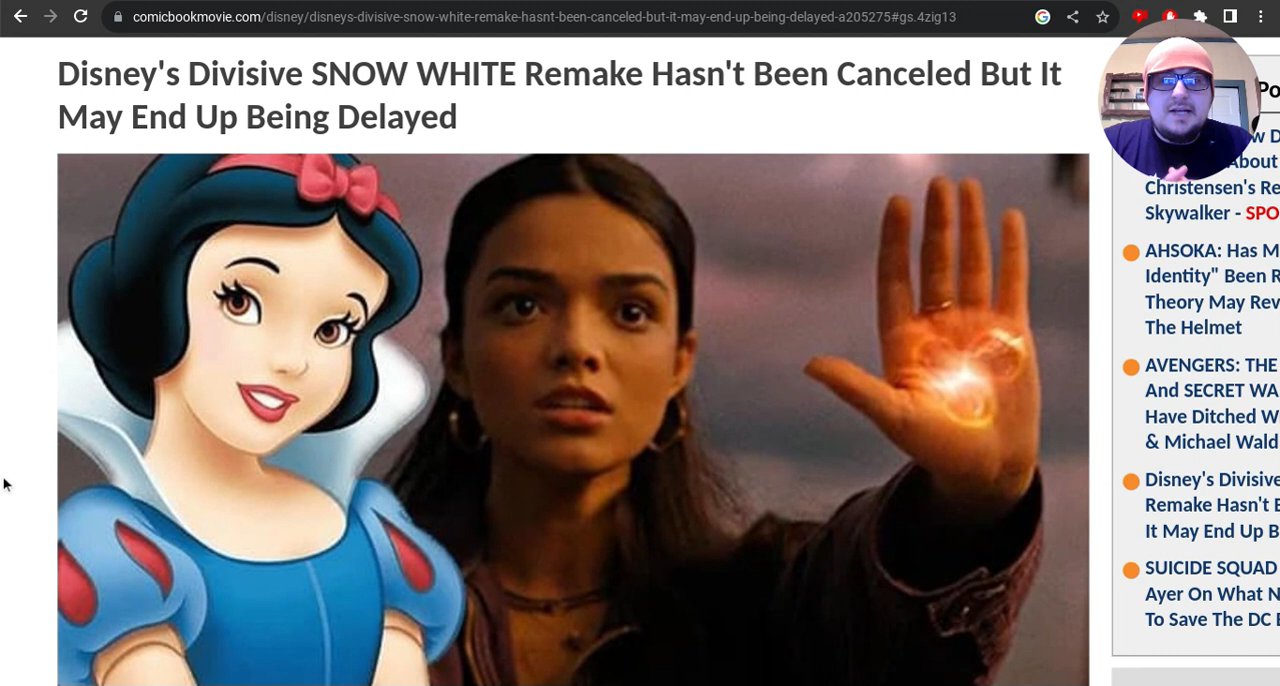 comicbookmovie.com/disney/disneys-divisive-snow-white-remake-hasnt-been-canceled-but-it-may-end-up-being-delayed-a205275#gs.4zig13
Disney's Divisive SNOW WHITE Remake Hasn't Been Canceled But It
May End Up Being Delayed
Po
w D
About
Christensen's Re
Skywalker - SPO
AHSOKA: Has M
Identity" Been R
Theory May Rev
The Helmet
AVENGERS: THE
And SECRET WA
Have Ditched W
& Michael Wald
Disney's Divisive
Remake Hasn't E
It May End Up B
SUICIDE SQUAD
Ayer On What N
To Save The DC E